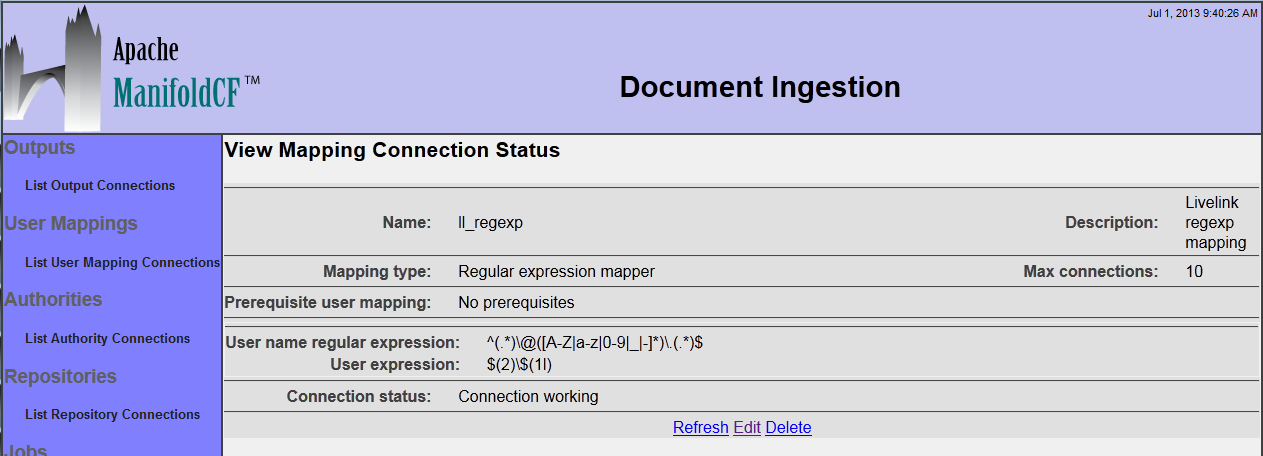 Jul 1, 2013 9:40:26 AM
Apache
ManifoldCF™
Document Ingestion
Outputs
List Output Connections
User Mappings
List User Mapping Connections
Authorities
List Authority Connections
Repositories
List Repository Connections
Jobs
View Mapping Connection Status
Name: ll_regexp Description: Livelink
regexp
mapping
Mapping type: Regular expression mapper Max connections: 10
Prerequisite user mapping: No prerequisites
User name regular expression: ^(.*)\@([A-Z|a-z|0-9|_|-]*)\.(.*)$
User expression: $(2)\$(1l)
Connection status: Connection working
Refresh Edit Delete